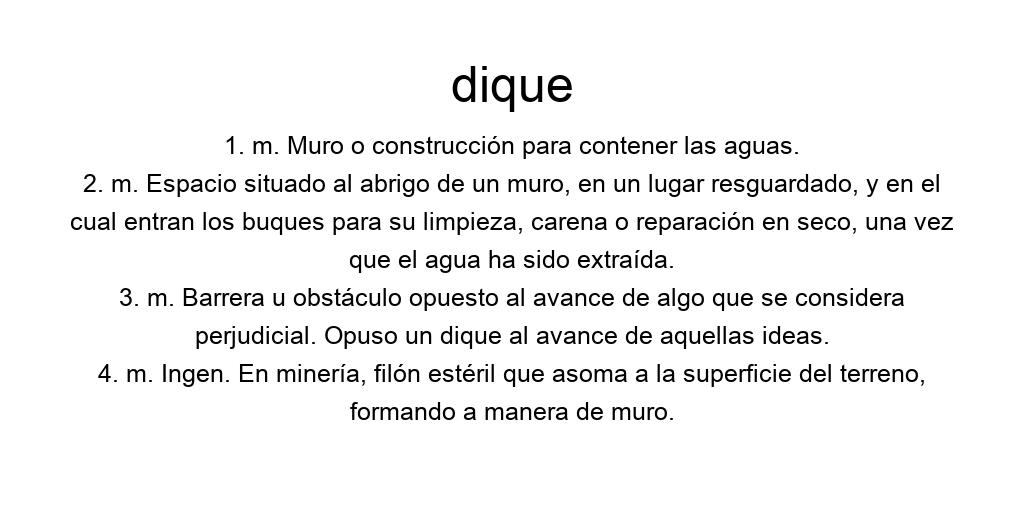 dique
1. m. Muro o construcción para contener las aguas.
2. m. Espacio situado al abrigo de un muro, en un lugar resguardado, y en el
cual entran los buques para su limpieza, carena o reparación en seco, una vez
que el agua ha sido extraída.
3. m. Barrera u obstáculo opuesto al avance de algo que se considera
perjudicial. Opuso un dique al avance de aquellas ideas.
4. m. Ingen. En minería, filón estéril que asoma a la superficie del terreno,
formando a manera de muro.